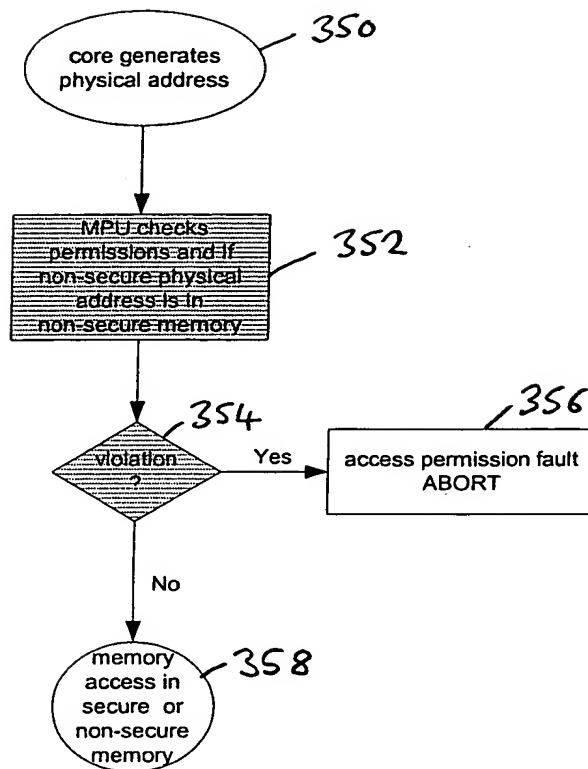 core generates
physical address
350
MPU checks
permissions and if
non-secure physical
address is in
non-secure memory
352
violation
?
354
Yes
access permission fault
ABORT
356
No
memory
access in
secure or
non-secure
memory
358